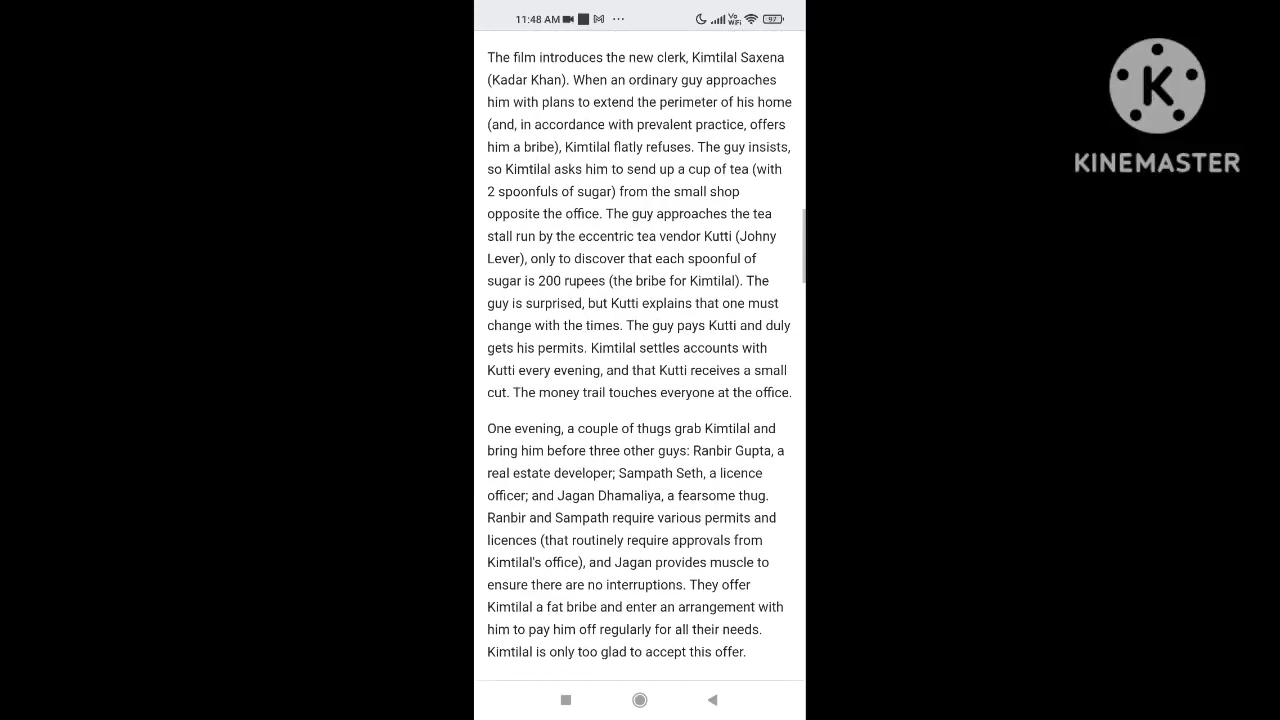 11:48 AM ...
Vo
WiFi
97
The film introduces the new clerk, Kimtilal Saxena
(Kadar Khan). When an ordinary guy approaches
him with plans to extend the perimeter of his home
(and, in accordance with prevalent practice, offers
him a bribe), Kimtilal flatly refuses. The guy insists,
so Kimtilal asks him to send up a cup of tea (with
2 spoonfuls of sugar) from the small shop
opposite the office. The guy approaches the tea
stall run by the eccentric tea vendor Kutti (Johny
Lever), only to discover that each spoonful of
sugar is 200 rupees (the bribe for Kimtilal). The
guy is surprised, but Kutti explains that one must
change with the times. The guy pays Kutti and duly
gets his permits. Kimtilal settles accounts with
Kutti every evening, and that Kutti receives a small
cut. The money trail touches everyone at the office.
One evening, a couple of thugs grab Kimtilal and
bring him before three other guys: Ranbir Gupta, a
real estate developer; Sampath Seth, a licence
officer; and Jagan Dhamaliya, a fearsome thug.
Ranbir and Sampath require various permits and
licences (that routinely require approvals from
Kimtilal's office), and Jagan provides muscle to
ensure there are no interruptions. They offer
Kimtilal a fat bribe and enter an arrangement with
him to pay him off regularly for all their needs.
Kimtilal is only too glad to accept this offer.
K
KINEMASTER